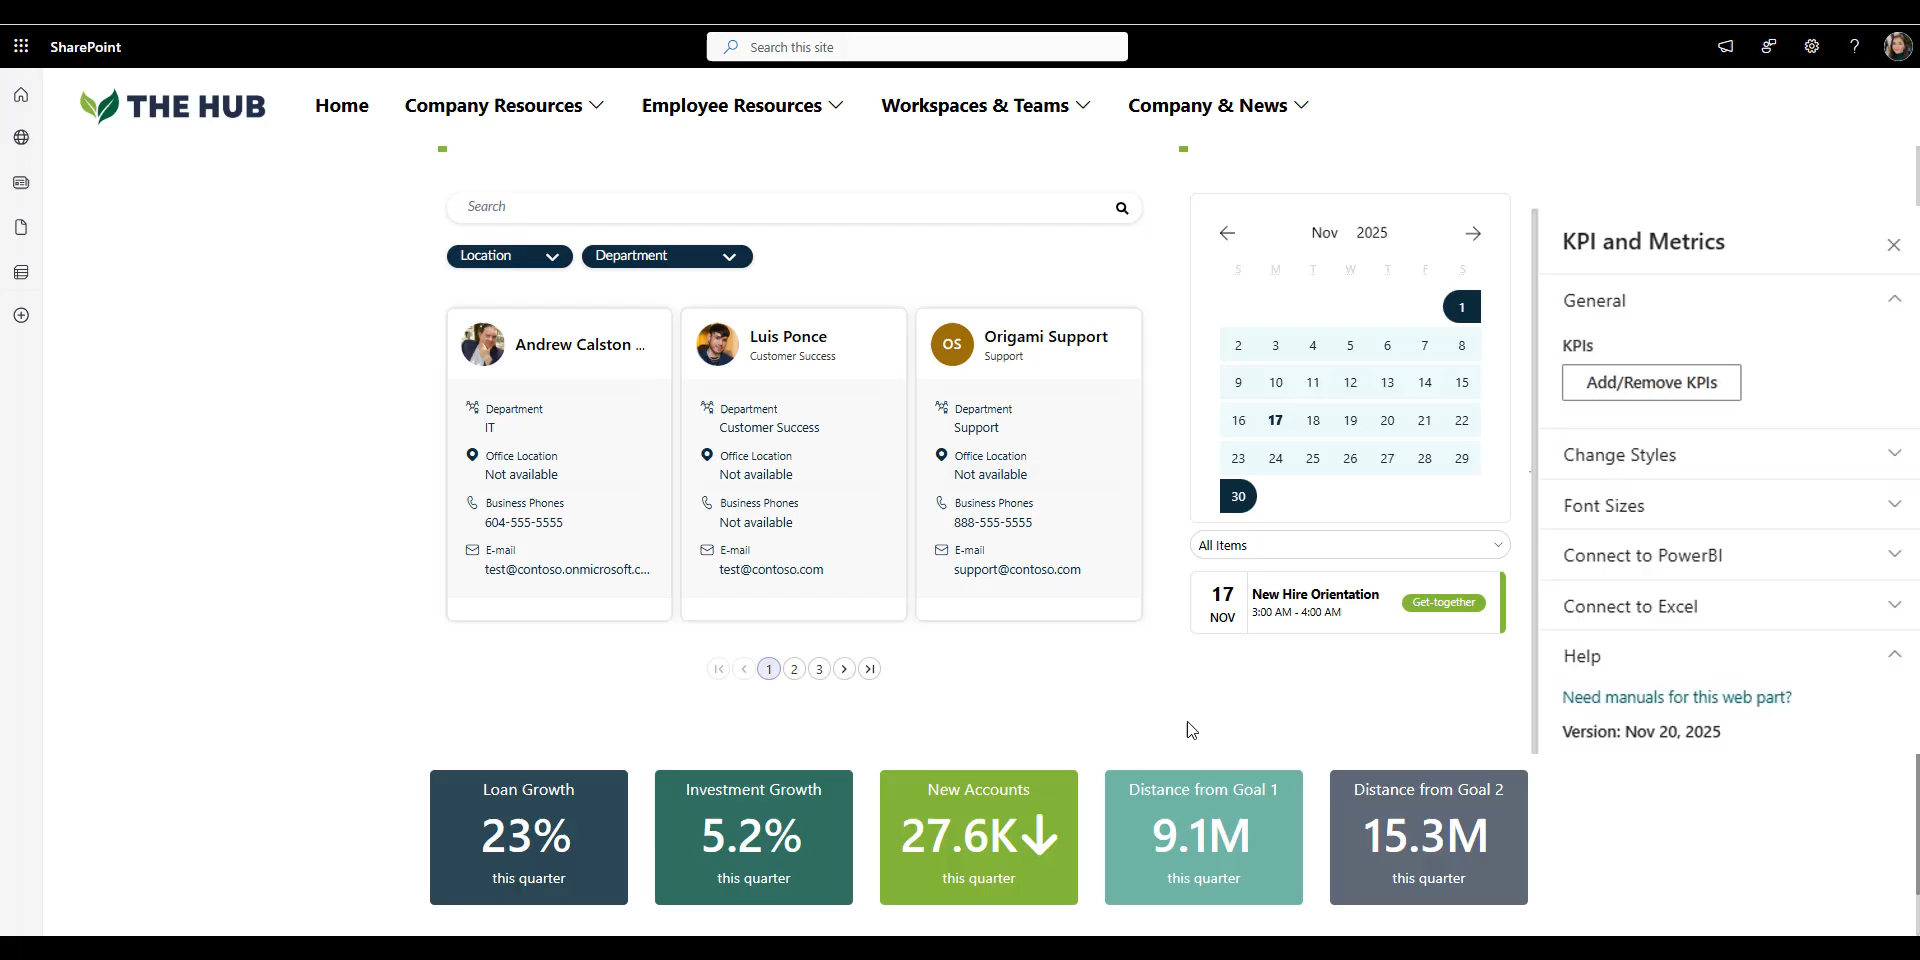 SharePoint
Search this site
?
THE HUB
Home
Company Resources
Employee Resources
Workspaces & Teams
Company & News
Search
Location
Department
Andrew Calston ...
Department
IT
Office Location
Not available
Business Phones
604-555-5555
E-mail
test@contoso.onmicrosoft.c...
Luis Ponce
Customer Success
Department
Customer Success
Office Location
Not available
Business Phones
Not available
E-mail
test@contoso.com
OS
Origami Support
Support
Department
Support
Office Location
Not available
Business Phones
888-555-5555
E-mail
support@contoso.com
1 2 3
Nov 2025
S M T W T F S
1
2 3 4 5 6 7 8
9 10 11 12 13 14 15
16 17 18 19 20 21 22
23 24 25 26 27 28 29
30
All Items
17
NOV
New Hire Orientation
3:00 AM - 4:00 AM
Get-together
KPI and Metrics
General
KPIs
Add/Remove KPIs
Change Styles
Font Sizes
Connect to PowerBI
Connect to Excel
Help
Need manuals for this web part?
Version: Nov 20, 2025
Loan Growth
23%
this quarter
Investment Growth
5.2%
this quarter
New Accounts
27.6K↓
this quarter
Distance from Goal 1
9.1M
this quarter
Distance from Goal 2
15.3M
this quarter